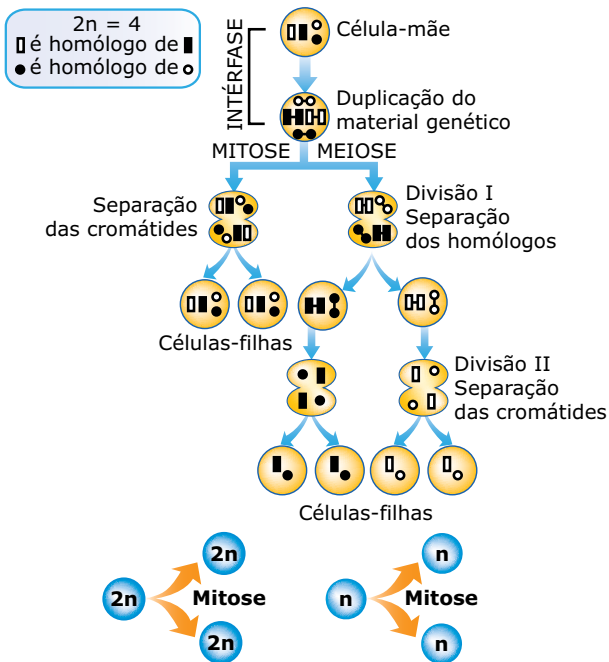 2n = 4
é homólogo de
é homólogo de
INTÉRFASE
Célula-mãe
Duplicação do
material genético
MITOSE
MEIOSE
Separação
das cromátides
Divisão I
Separação
dos homólogos
Células-filhas
Divisão II
Separação
das cromátides
Células-filhas
2n
2n
Mitose
2n
n
n
Mitose
n